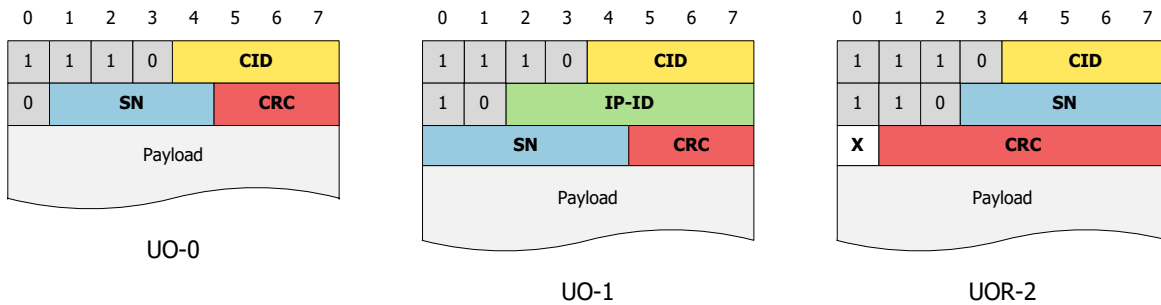 0 1 2 3 4 5 6 7
1 1 1 0 CID
0 SN CRC
Payload
UO-0
0 1 2 3 4 5 6 7
1 1 1 0 CID
1 0 IP-ID
SN CRC
Payload
UO-1
0 1 2 3 4 5 6 7
1 1 1 0 CID
1 1 0 SN
X CRC
Payload
UOR-2